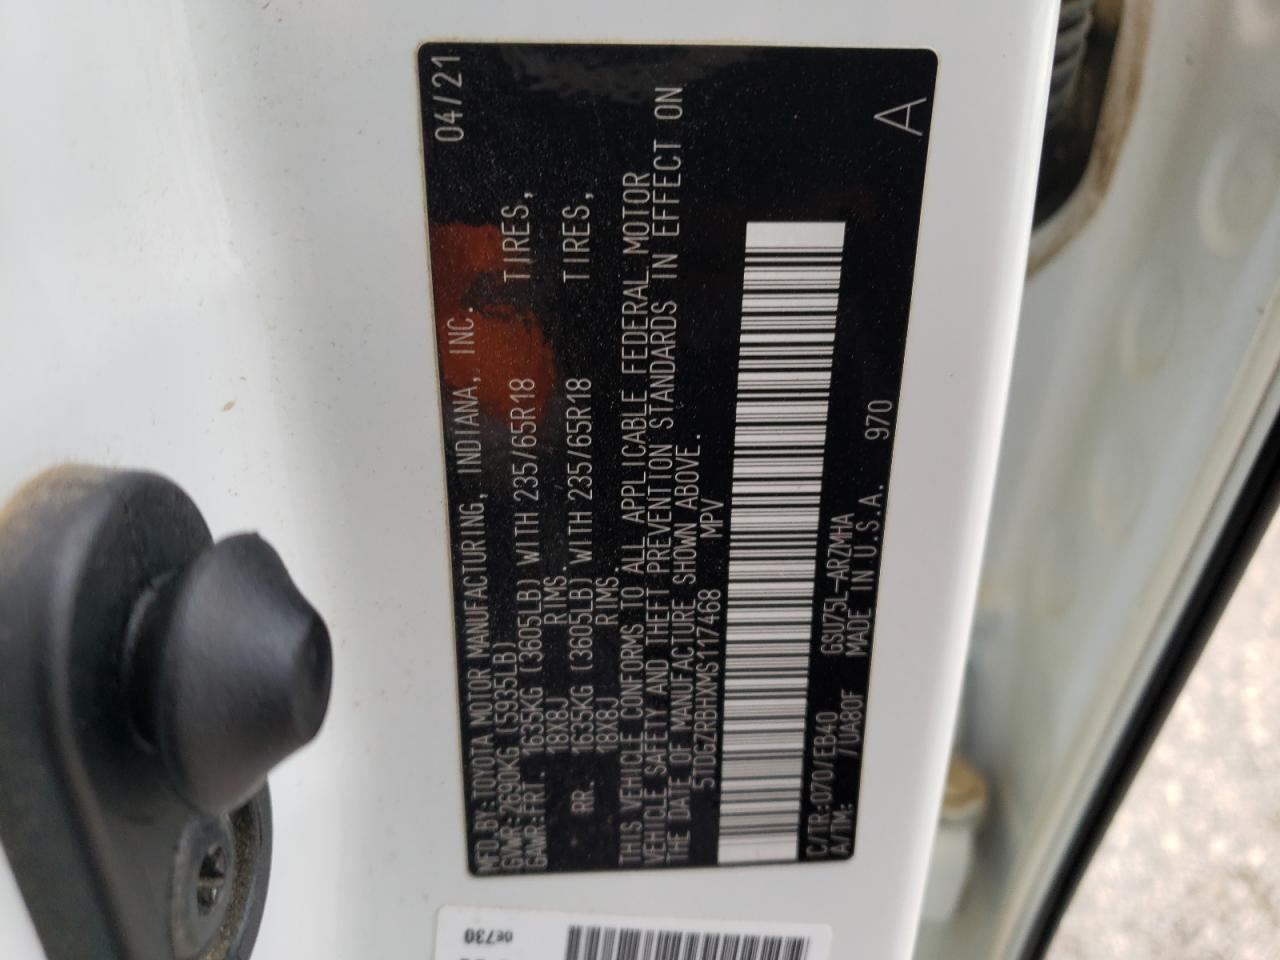 MFD.BY:TOYOTA MOTOR MANUFACTURING, INDIANA, INC. 04/21
GVWR:2690KG(5935LB)
GAWR:FRT. 1635KG (3605LB) WITH 235/65R18 TIRES,
18X8J RIMS.
RR. 1635KG (3605LB) WITH 235/65R18 TIRES,
18X8J RIMS.
THIS VEHICLE CONFORMS TO ALL APPLICABLE FEDERAL MOTOR
VEHICLE SAFETY AND THEFT PREVENTION STANDARDS IN EFFECT ON
THE DATE OF MANUFACTURE SHOWN ABOVE.
5TDGZRBHXMS117468 MPV
C/TR:070/EB40 GSU75L-ARZMHA 970 A
A/TM: /UA80F MADE IN U.S.A.
0E730